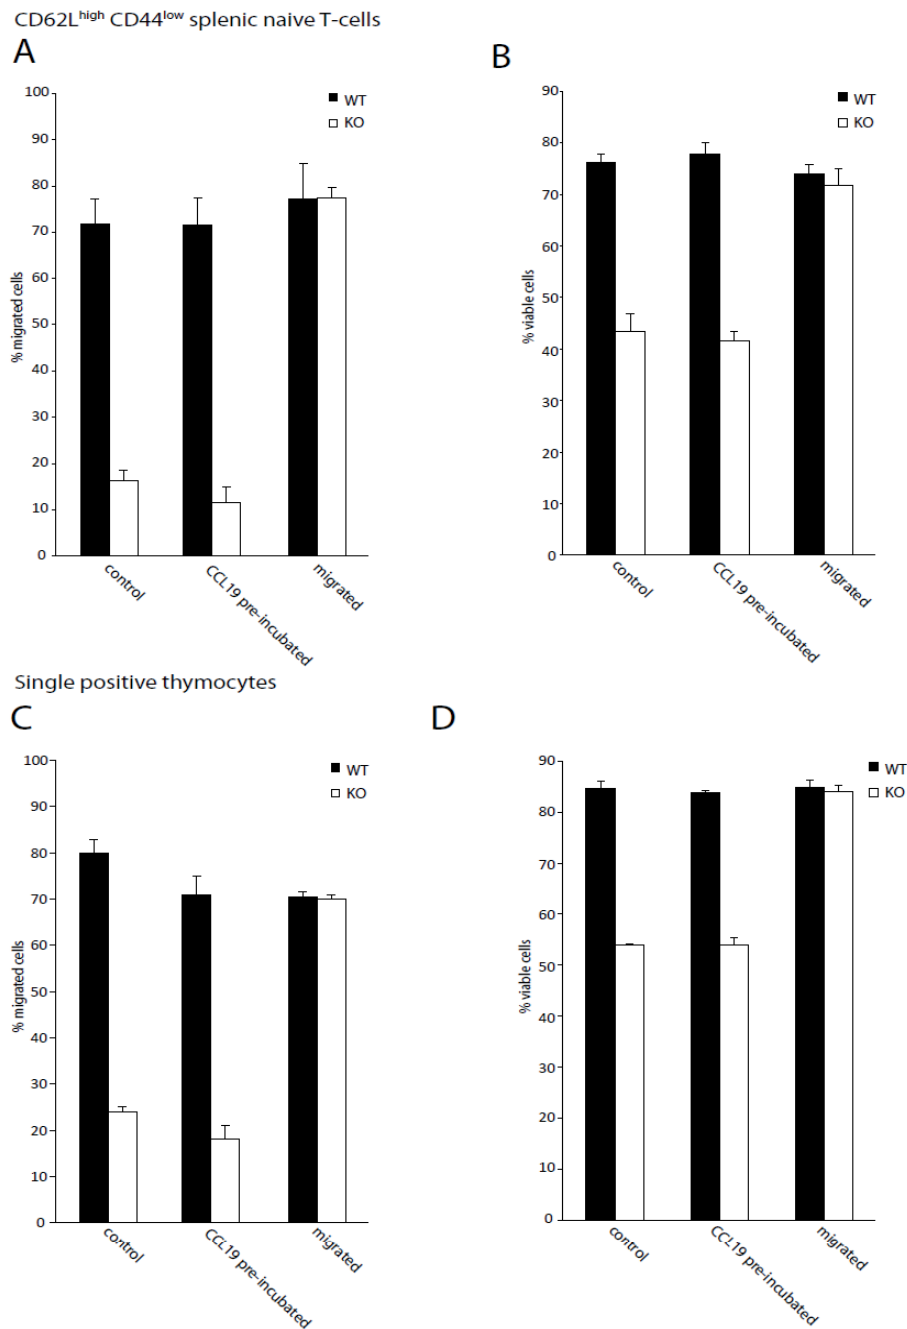 CD62Lhigh CD44low splenic naive T-cells
A
100
90
80
70
60
50
40
30
20
10
0
% migrated cells
WT
KO
control
CCL19 pre-incubated
migrated
B
90
80
70
60
50
40
30
20
10
0
% viable cells
WT
KO
control
CCL19 pre-incubated
migrated
Single positive thymocytes
C
100
90
80
70
60
50
40
30
20
10
0
% migrated cells
WT
KO
control
CCL19 pre-incubated
migrated
D
90
80
70
60
50
40
30
20
10
0
% viable cells
WT
KO
control
CCL19 pre-incubated
migrated